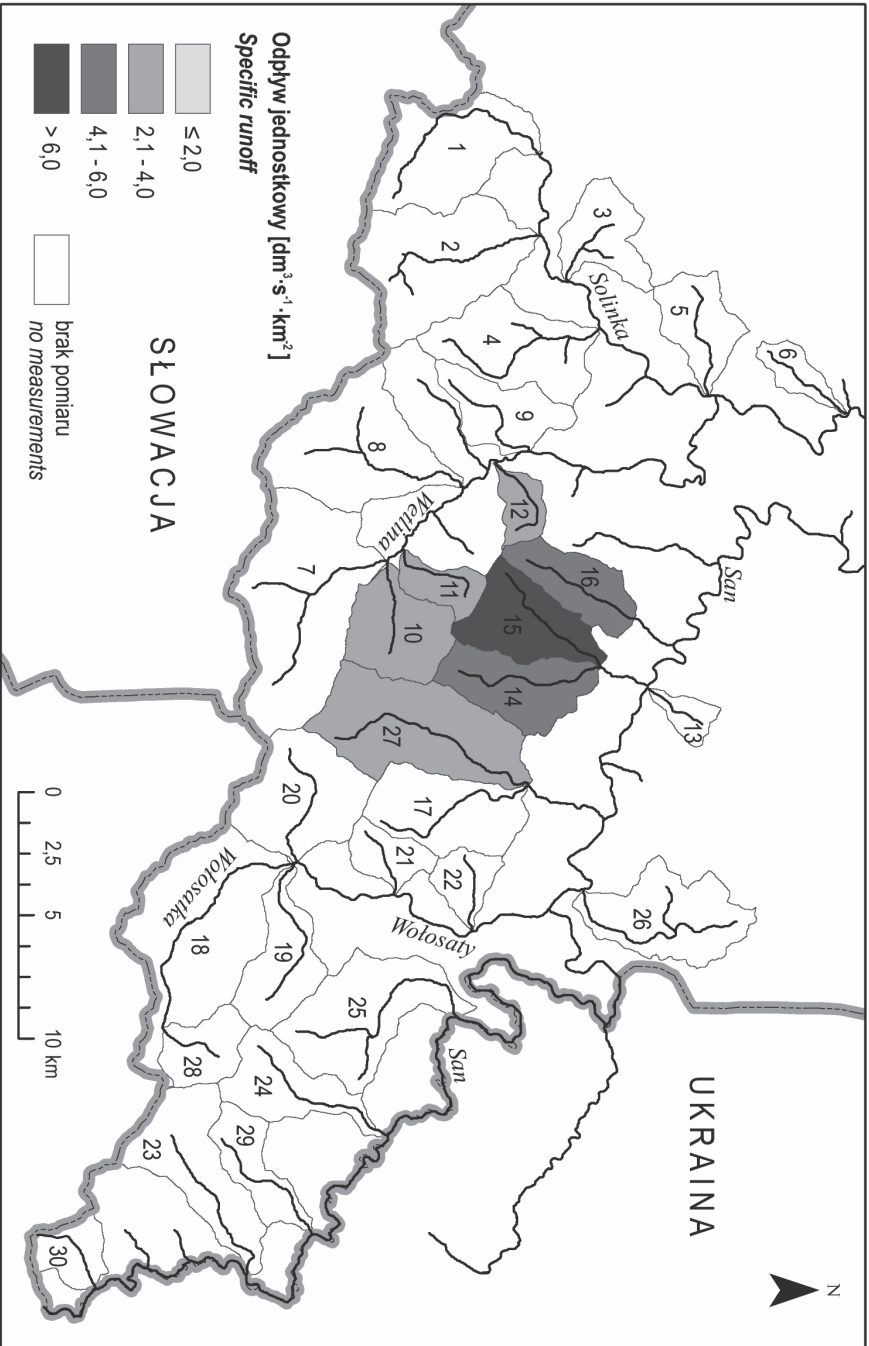 N
UKRAINA
SŁOWACJA
Solinka
Wetlina
San
Wołosatka
Wołosaty
San
1
2
3
4
5
6
7
8
9
10
11
12
13
14
15
16
17
18
19
20
21
22
23
24
25
26
27
28
29
30
Odpływ jednostkowy [dm³·s⁻¹·km⁻²]
Specific runoff
≤ 2,0
2,1 - 4,0
4,1 - 6,0
> 6,0
brak pomiaru
no measurements
0 2,5 5 10 km